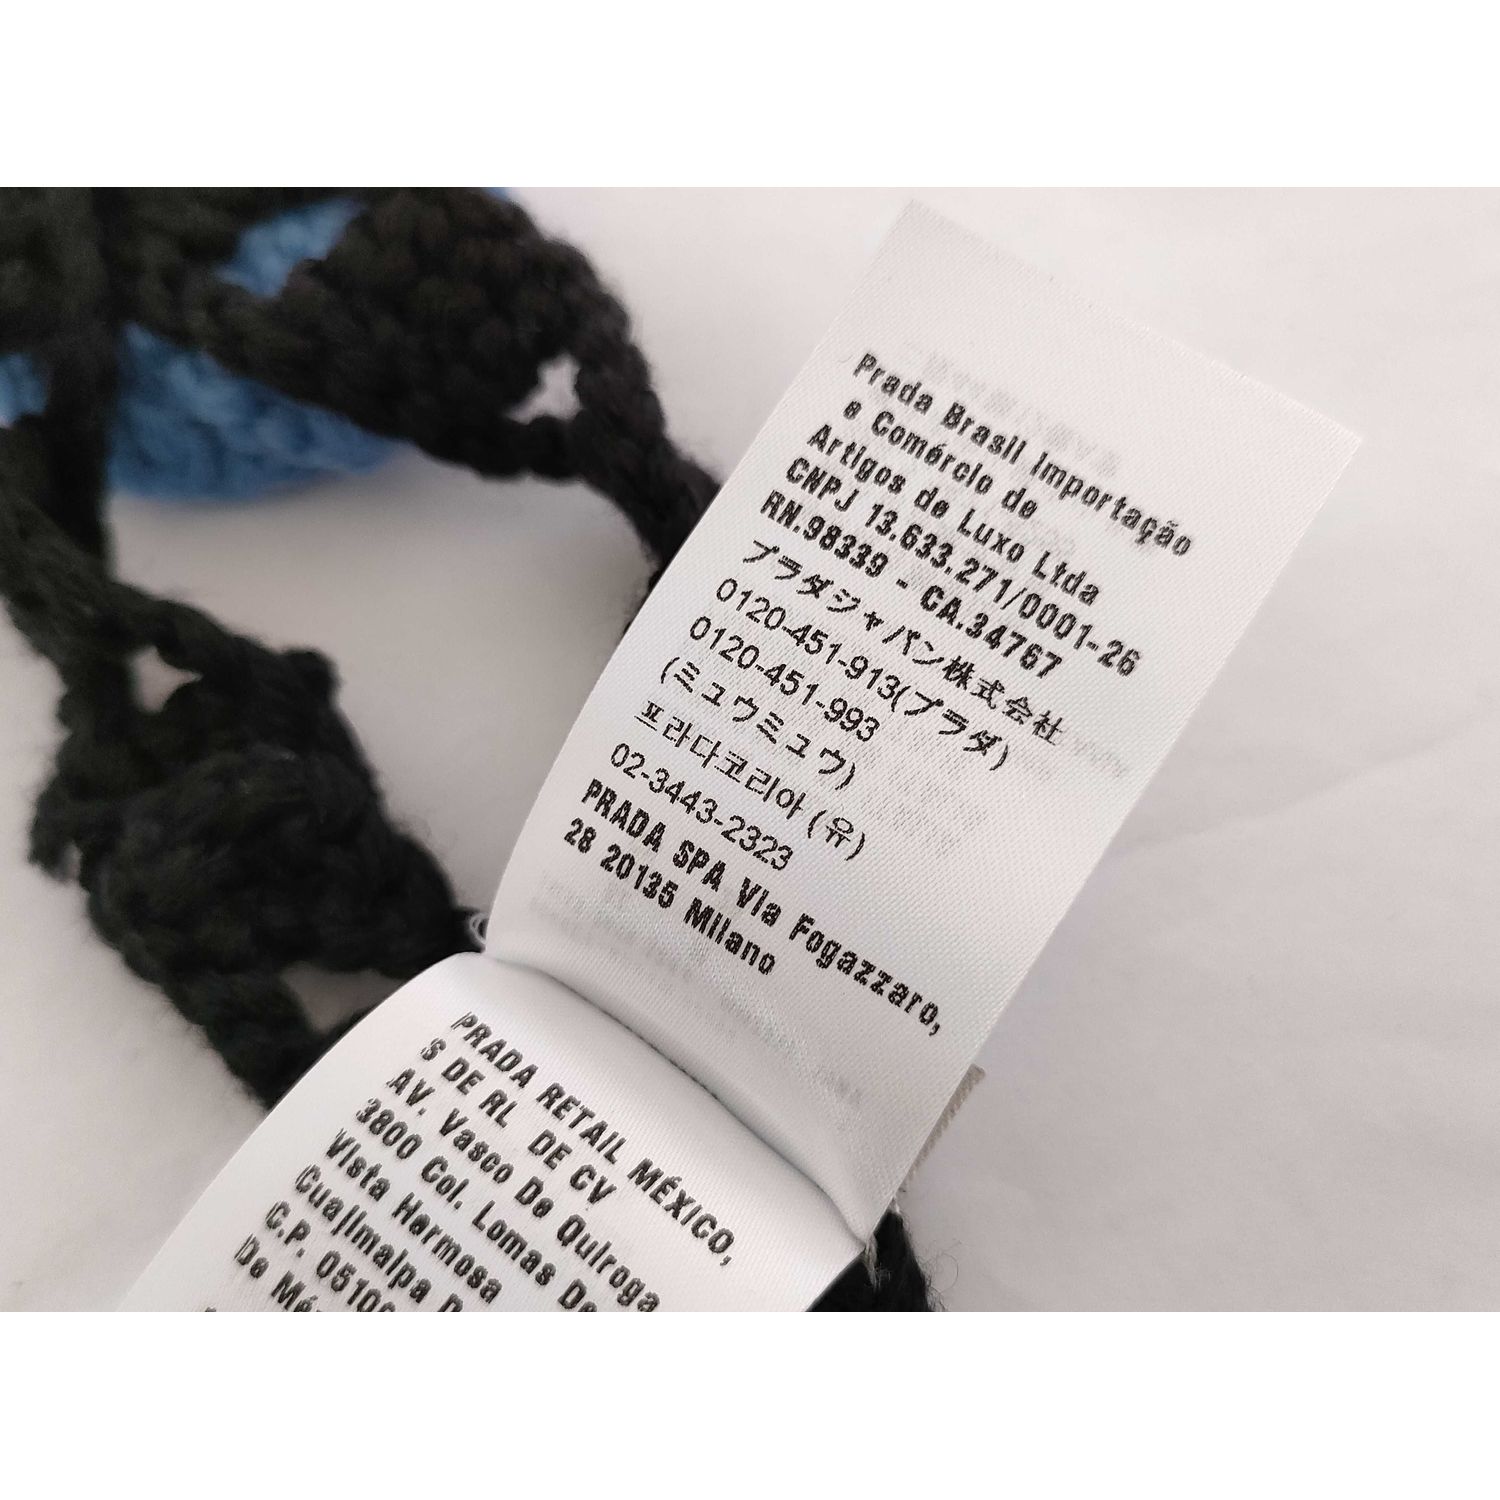 Prada Brasil Importação
e Comércio de
Artigos de Luxo Ltda
CNPJ 13.633.271/0001-26
RN.98339 - CA.34767
プラダジャパン株式会社
0120-451-913(プラダ)
0120-451-993
(ミュウミュウ)
프라다코리아(유)
02-3443-2323
PRADA SPA Via Fogazzaro,
28 20135 Milano
PRADA RETAIL MÉXICO,
S DE RL DE CV
AV. Vasco De Quiroga
3800 Col. Lomas De
Vista Hermosa
Cuajimalpa
C.P.
De